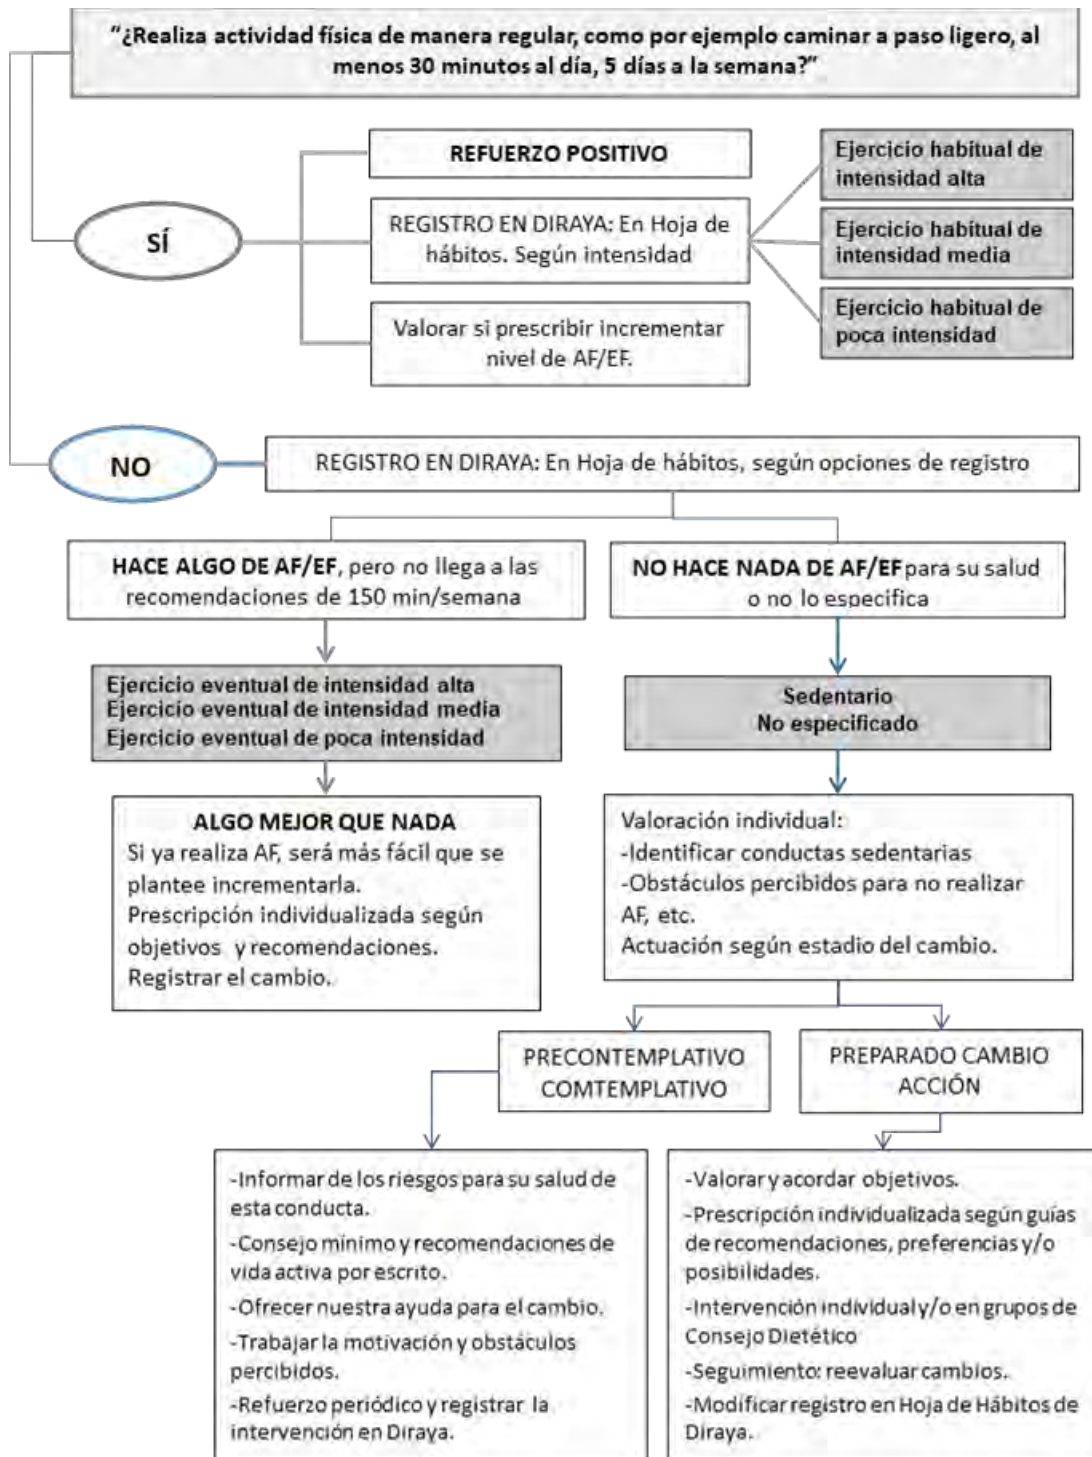 "¿Realiza actividad física de manera regular, como por ejemplo caminar a paso ligero, al
menos 30 minutos al día, 5 días a la semana?"
SÍ
REFUERZO POSITIVO
REGISTRO EN DIRAYA: En Hoja de
hábitos. Según intensidad
Valorar si prescribir incrementar
nivel de AF/EF.
Ejercicio habitual de
intensidad alta
Ejercicio habitual de
intensidad media
Ejercicio habitual de
poca intensidad
NO
REGISTRO EN DIRAYA: En Hoja de hábitos, según opciones de registro
HACE ALGO DE AF/EF, pero no llega a las
recomendaciones de 150 min/semana
Ejercicio eventual de intensidad alta
Ejercicio eventual de intensidad media
Ejercicio eventual de poca intensidad
ALGO MEJOR QUE NADA
Si ya realiza AF, será más fácil que se
plantee incrementarla.
Prescripción individualizada según
objetivos y recomendaciones.
Registrar el cambio.
NO HACE NADA DE AF/EF para su salud
o no lo especifica
Sedentario
No especificado
Valoración individual:
-Identificar conductas sedentarias
-Obstáculos percibidos para no realizar
AF, etc.
Actuación según estadio del cambio.
PRECONTEMPLATIVO
COMTEMPLATIVO
PREPARADO CAMBIO
ACCIÓN
-Informar de los riesgos para su salud de
esta conducta.
-Consejo mínimo y recomendaciones de
vida activa por escrito.
-Ofrecer nuestra ayuda para el cambio.
-Trabajar la motivación y obstáculos
percibidos.
-Refuerzo periódico y registrar la
intervención en Diraya.
-Valorar y acordar objetivos.
-Prescripción individualizada según guías
de recomendaciones, preferencias y/o
posibilidades.
-Intervención individual y/o en grupos de
Consejo Dietético
-Seguimiento: reevaluar cambios.
-Modificar registro en Hoja de Hábitos de
Diraya.